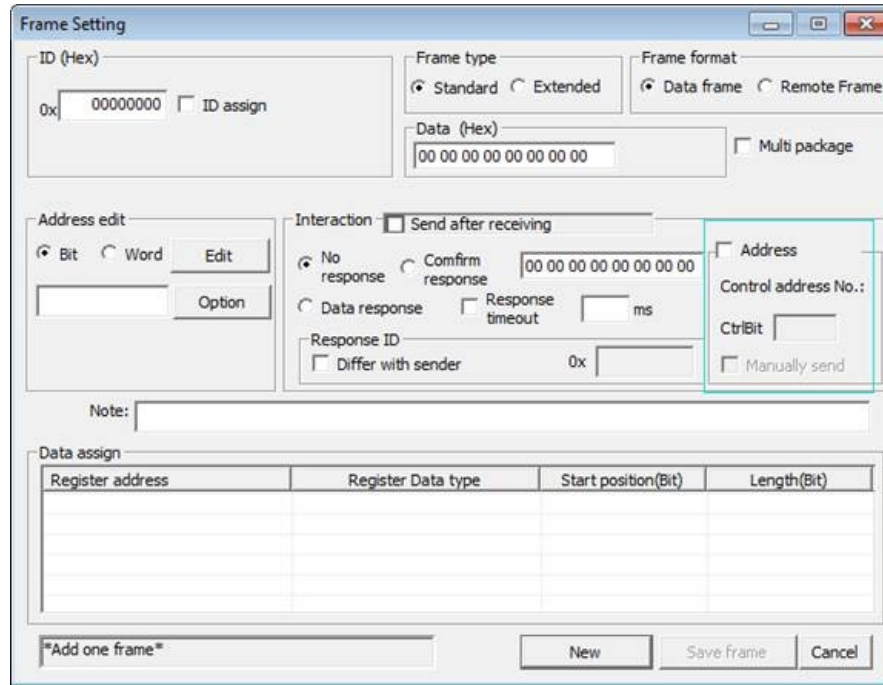 Frame Setting
ID (Hex)
0x 00000000 ID assign
Frame type
Standard Extended
Frame format
Data frame Remote Frame
Data (Hex)
00 00 00 00 00 00 00 00
Multi package
Address edit
Bit Word Edit
Option
Interaction Send after receiving
No response
Comfirm response
00 00 00 00 00 00 00 00
Data response
Response timeout
ms
Response ID
Differ with sender 0x
Address
Control address No.:
CtrlBit
Manually send
Note:
Data assign
Register address Register Data type Start position(Bit) Length(Bit)
*Add one frame* New Save frame Cancel